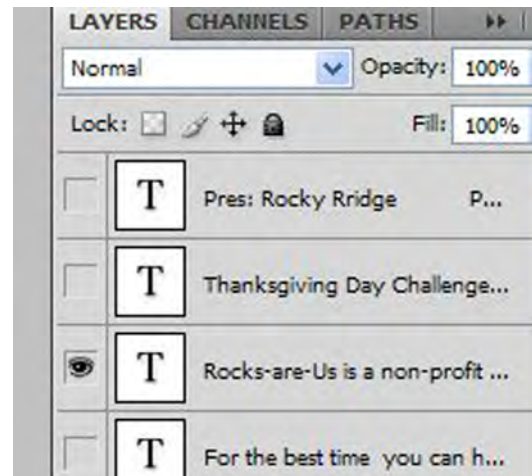 LAYERS CHANNELS PATHS
Normal Opacity: 100%
Lock: Fill: 100%
T Pres: Rocky Rridge P...
T Thanksgiving Day Challenge...
T Rocks-are-Us is a non-profit ...
T For the best time you can h...